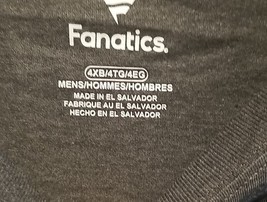 Fanatics.
4XB/4TG/4EG
MENS/HOMMES/HOMBRES
MADE IN EL SALVADOR
FABRIQUE AU EL SALVADOR
HECHO EN EL SALVADOR